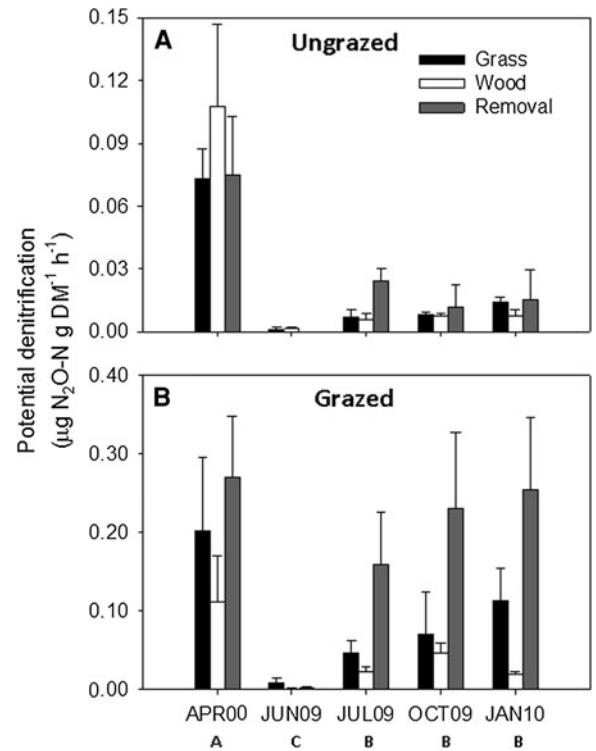 A
Ungrazed
Grass
Wood
Removal
0.15
0.12
0.09
0.06
0.03
0.00
Potential denitrification
(µg N₂O-N g DM⁻¹ h⁻¹)
B
Grazed
0.40
0.30
0.20
0.10
0.00
APR00 JUN09 JUL09 OCT09 JAN10
A C B B B